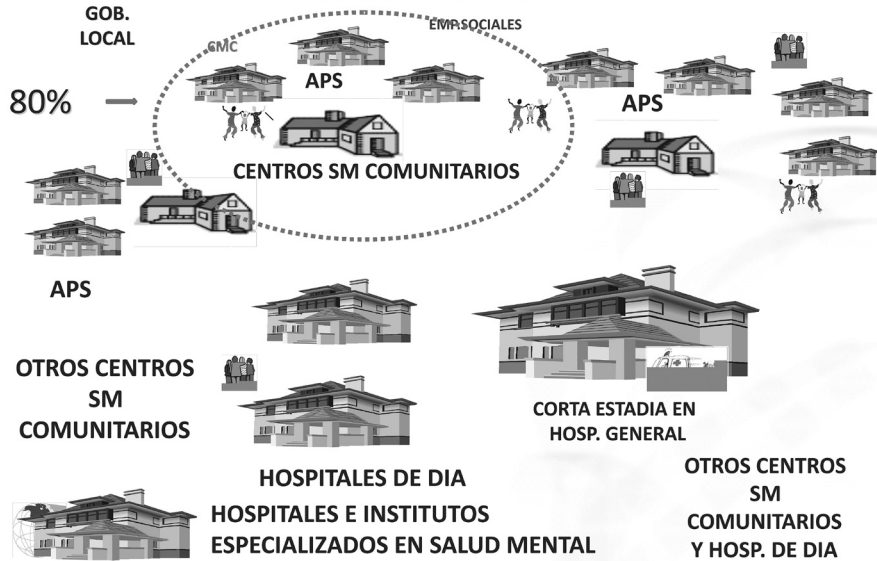 GOB.
LOCAL
EMP.SOCIALES
CMC
80%
APS
APS
CENTROS SM COMUNITARIOS
APS
OTROS CENTROS
SM
COMUNITARIOS
CORTA ESTADIA EN
HOSP. GENERAL
HOSPITALES DE DIA
HOSPITALES E INSTITUTOS
ESPECIALIZADOS EN SALUD MENTAL
OTROS CENTROS
SM
COMUNITARIOS
Y HOSP. DE DIA